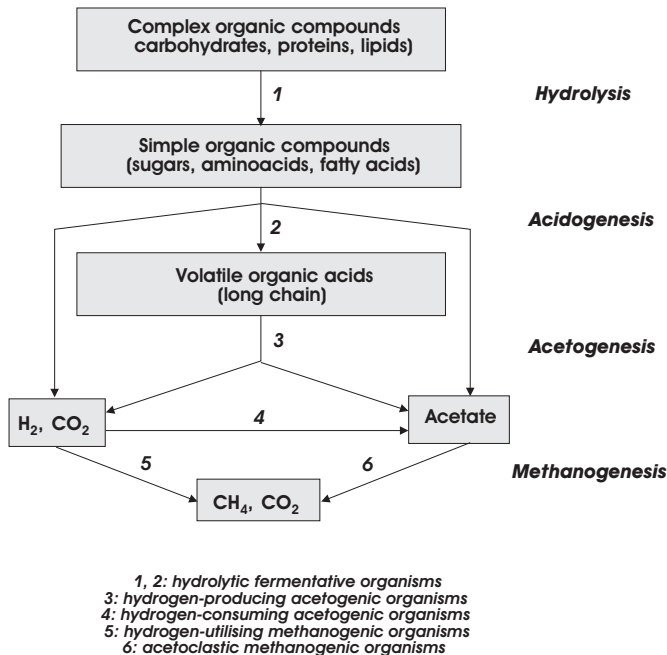 Complex organic compounds
carbohydrates, proteins, lipids)
1
Hydrolysis
Simple organic compounds
(sugars, aminoacids, fatty acids)
2
Acidogenesis
Volatile organic acids
(long chain)
3
Acetogenesis
H₂, CO₂
4
Acetate
5
6
Methanogenesis
CH₄, CO₂
1, 2: hydrolytic fermentative organisms
3: hydrogen-producing acetogenic organisms
4: hydrogen-consuming acetogenic organisms
5: hydrogen-utilising methanogenic organisms
6: acetoclastic methanogenic organisms